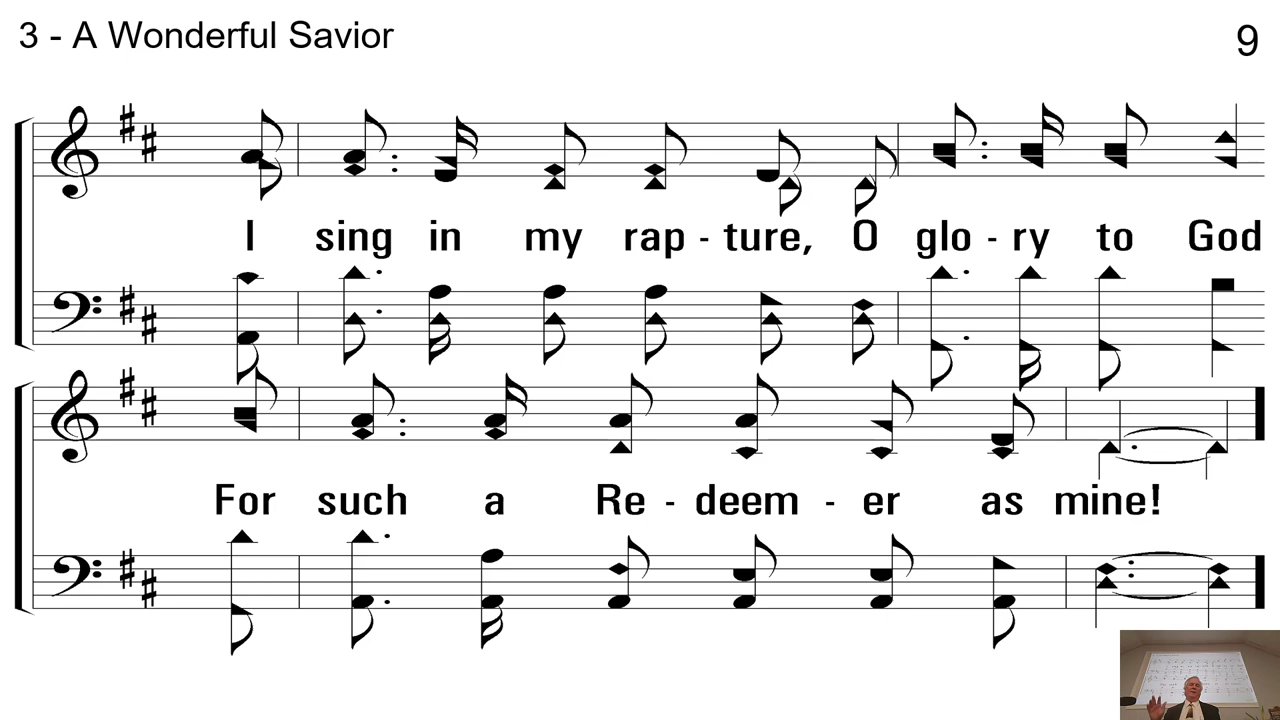 3 - A Wonderful Savior
9
I sing in my rap - ture, O glo - ry to God
For such a Re - deem - er as mine!